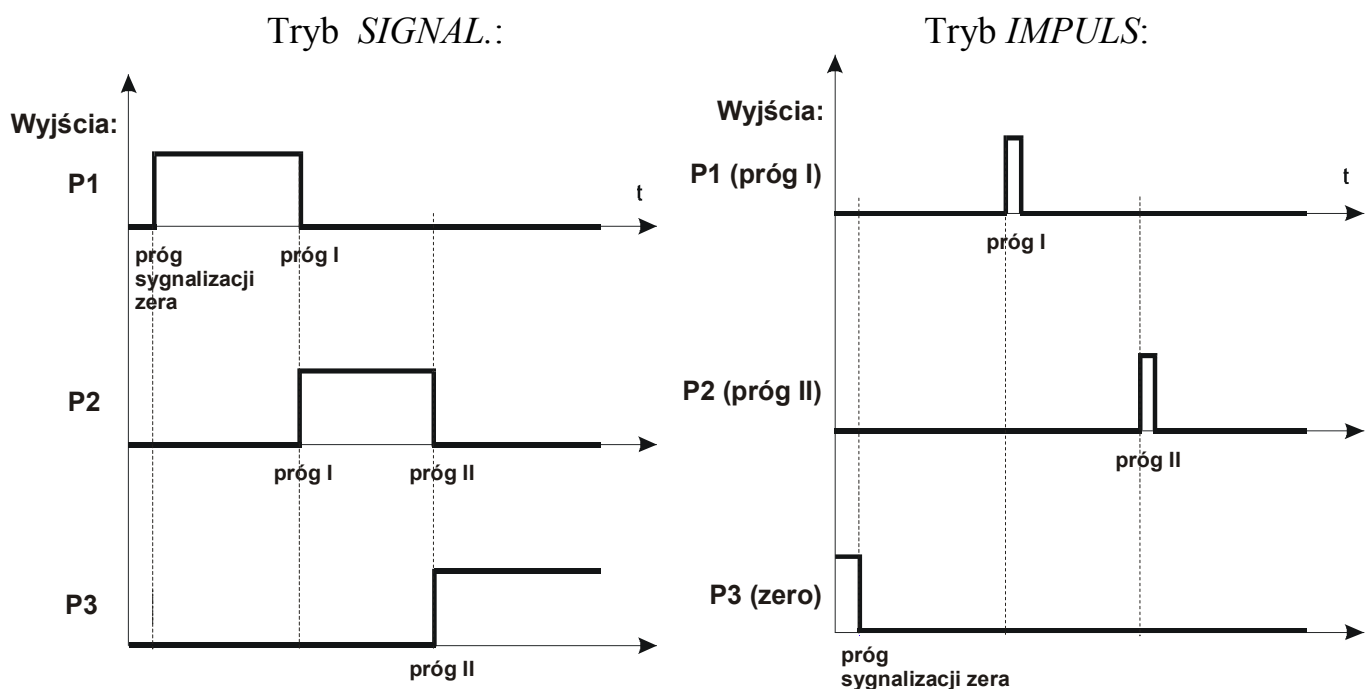 Tryb SIGNAL.:
Wyjścia:
P1
t
próg
sygnalizacji
zera
próg I
P2
próg I
próg II
P3
próg II
Tryb IMPULS:
Wyjścia:
P1 (próg I)
t
próg I
P2 (próg II)
próg II
P3 (zero)
próg
sygnalizacji zera